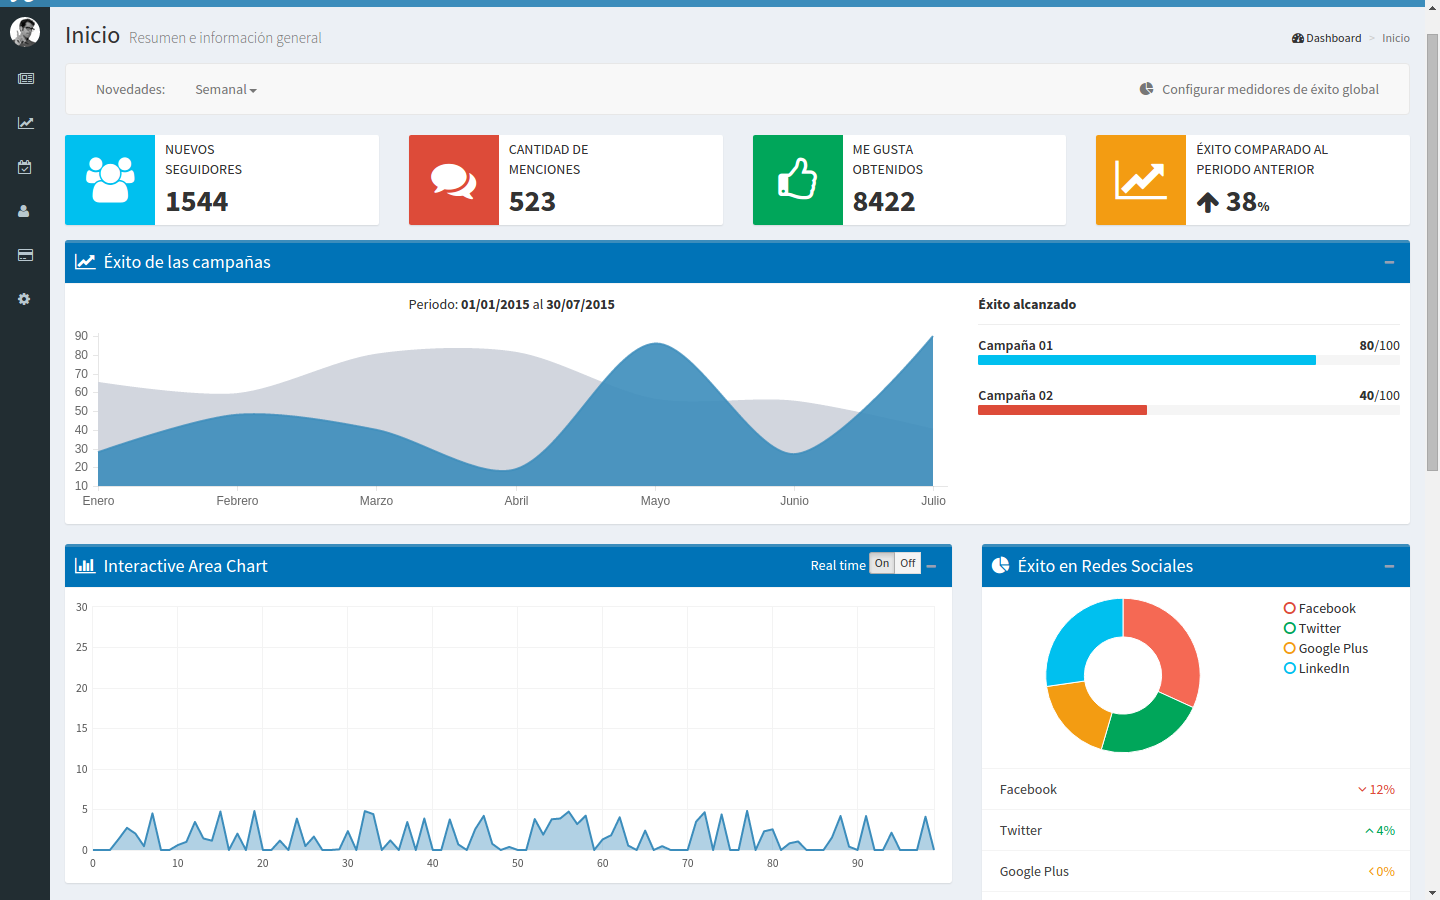 Inicio Resumen e información general
Dashboard > Inicio
Novedades: Semanal
Configurar medidores de éxito global
NUEVOS
SEGUIDORES
1544
CANTIDAD DE
MENCIONES
523
ME GUSTA
OBTENIDOS
8422
ÉXITO COMPARADO AL
PERIODO ANTERIOR
38%
Éxito de las campañas
Periodo: 01/01/2015 al 30/07/2015
90
80
70
60
50
40
30
20
10
Enero Febrero Marzo Abril Mayo Junio Julio
Éxito alcanzado
Campaña 01 80/100
Campaña 02 40/100
Interactive Area Chart
Real time On Off
30
25
20
15
10
5
0
0 10 20 30 40 50 60 70 80 90
Éxito en Redes Sociales
Facebook
Twitter
Google Plus
LinkedIn
Facebook 12%
Twitter 4%
Google Plus 0%